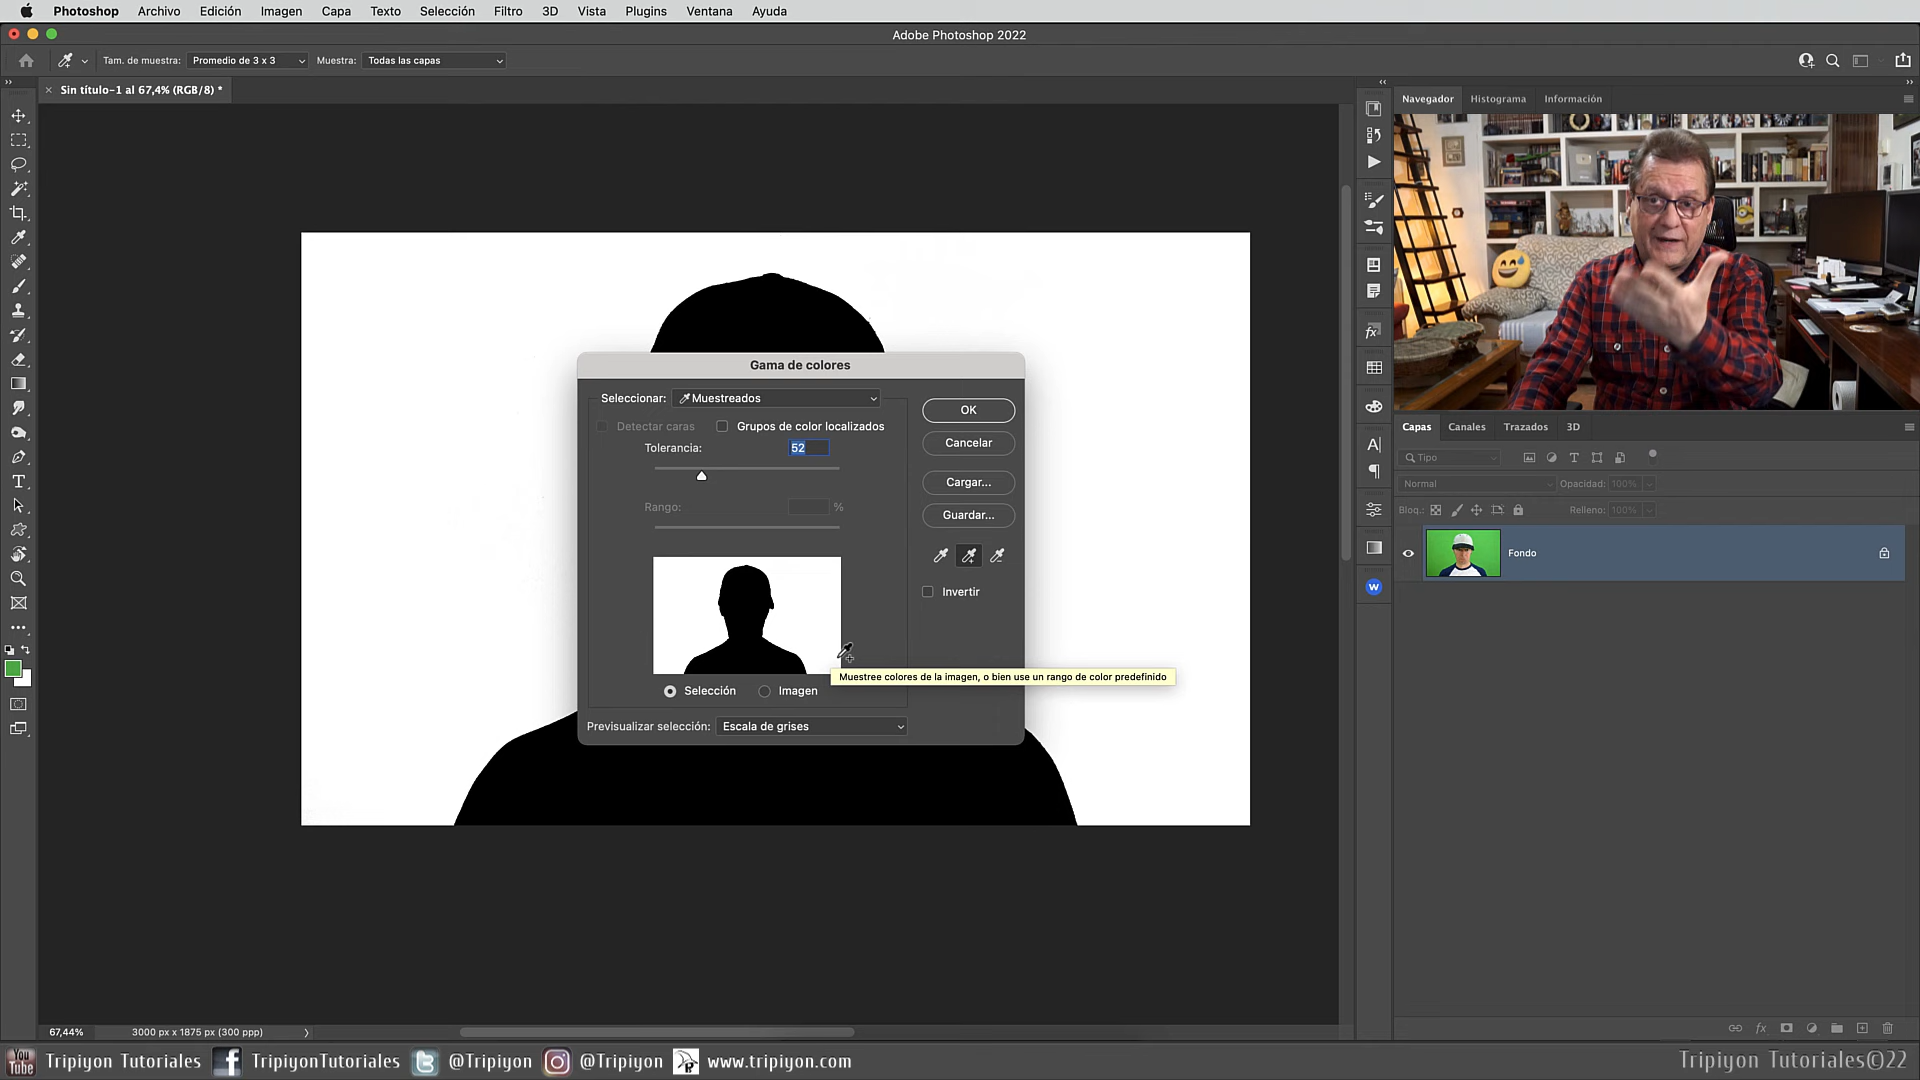 Photoshop Archivo Edición Imagen Capa Texto Selección Filtro 3D Vista Plugins Ventana Ayuda
Adobe Photoshop 2022
Tam. de muestra: Promedio de 3 x 3 Muestra: Todas las capas
Sin título-1 al 67,4% (RGB/8) *
Navegador Histograma Información
Gama de colores
Seleccionar: Muestreados
OK
Detectar caras Grupos de color localizados
Cancelar
Tolerancia: 52
Cargar...
Rango: %
Guardar...
Invertir
Muestree colores de la imagen, o bien use un rango de color predefinido
Selección Imagen
Previsualizar selección: Escala de grises
Capas Canales Trazados 3D
Tipo
Normal Opacidad: 100%
Bloq.: Relleno: 100%
Fondo
67,44% 3000 px x 1875 px (300 ppp)
You Tube Tripiyon Tutoriales TripiyonTutoriales @Tripiyon @Tripiyon www.tripiyon.com
Tripiyon Tutoriales©22